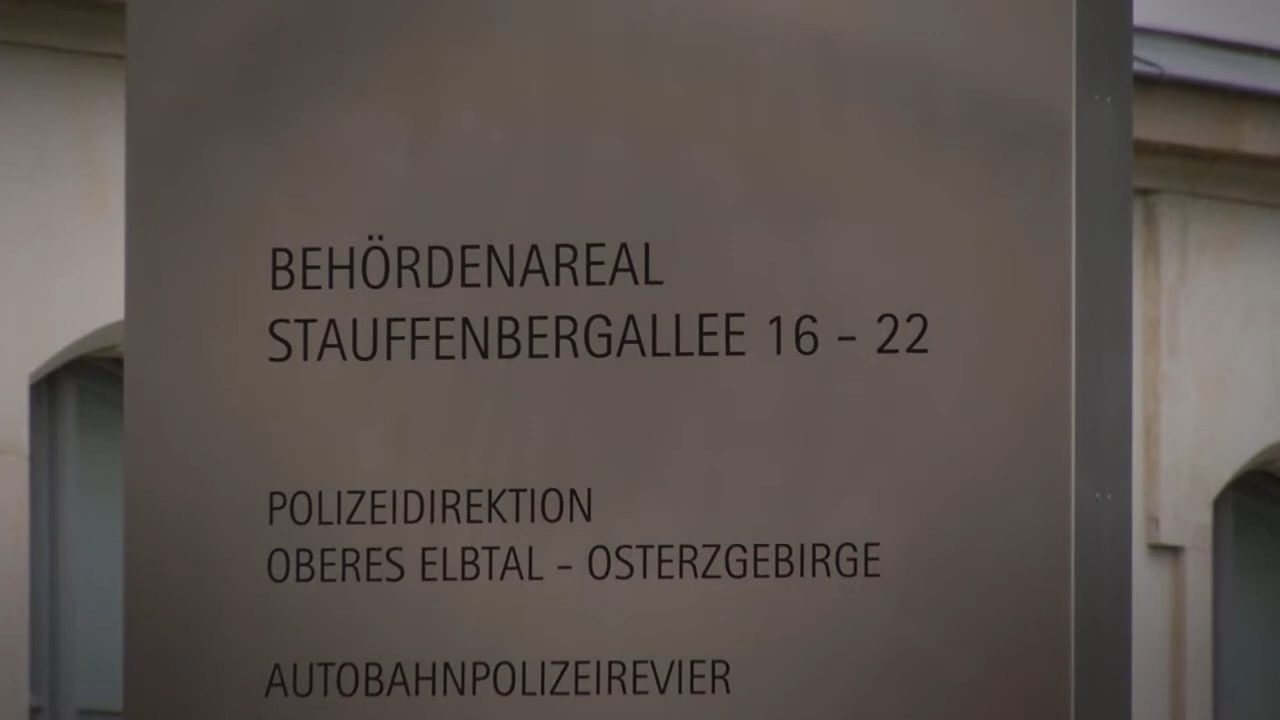 BEHÖRDENAREAL
STAUFFENBERGALLEE 16 – 22
POLIZEIDIREKTION
OBERES ELBTAL – OSTERZGEBIRGE
AUTOBAHNPOLIZEIREVIER